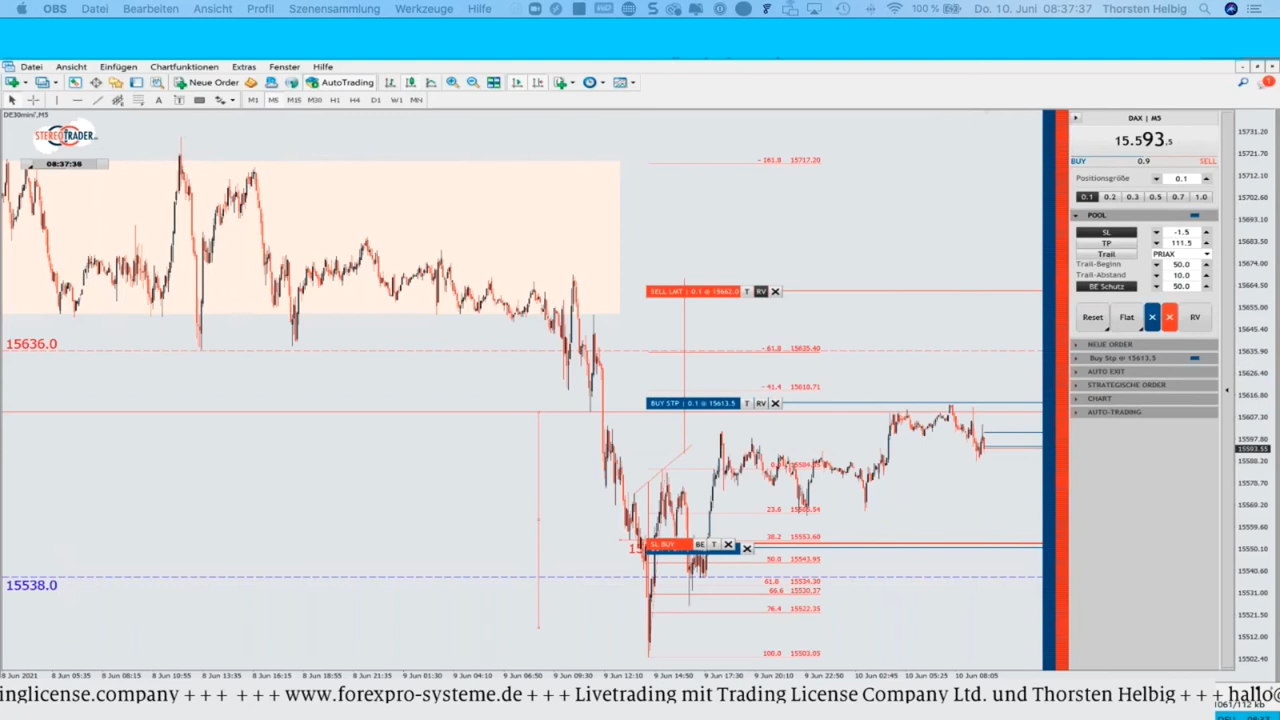 OBS Datei Bearbeiten Ansicht Profil Szenensammlung Werkzeuge Hilfe 100 % Do. 10. Juni 08:37:37 Thorsten Helbig
Datei Ansicht Einfügen Chartfunktionen Extras Fenster Hilfe
Neue Order AutoTrading
A T M1 M5 M15 M30 H1 H4 D1 W1 MN
DE30mini',M5
STEREOTRADER
08:37:36
15636.0
15538.0
-161.8 15717.20
SELL LMT | 0.1 @ 15662.0 T RV
-61.8 15635.40
-41.4 15618.71
BUY STP | 0.1 @ 15613.5 T RV
23.6
38.2 15553.60
SL BUY BE T
50.0 15543.95
61.8 15534.30
66.6 15530.37
76.4 15522.35
100.0 15503.05
DAX | M5
15.593.5
BUY 0.9 SELL
Positionsgröße 0.1
0.1 0.2 0.3 0.5 0.7 1.0
POOL
SL -1.5
TP 111.5
Trail PRIAX
Trail-Beginn 50.0
Trail-Abstand 10.0
BE Schutz 50.0
Reset Flat RV
NEUE ORDER
Buy Stp @ 15613.5
AUTO EXIT
STRATEGISCHE ORDER
CHART
AUTO-TRADING
15731.20
15721.70
15712.10
15702.60
15693.10
15683.50
15674.00
15664.50
15655.00
15645.40
15635.90
15626.40
15616.80
15607.30
15597.80
15593.55
15588.20
15578.70
15569.20
15559.60
15550.10
15540.60
15531.00
15521.50
15512.00
15502.40
8 Jun 2021 8 Jun 05:35 8 Jun 08:15 8 Jun 10:55 8 Jun 13:35 8 Jun 16:15 8 Jun 18:55 8 Jun 21:35 9 Jun 01:30 9 Jun 04:10 9 Jun 06:50 9 Jun 09:30 9 Jun 12:10 9 Jun 14:50 9 Jun 17:30 9 Jun 20:10 9 Jun 22:50 10 Jun 02:45 10 Jun 05:25 10 Jun 08:05
inglicense.company +++ +++ www.forexpro-systeme.de +++ Livetrading mit Trading License Company Ltd. und Thorsten Helbig +++ hallo@
1061/112 kb